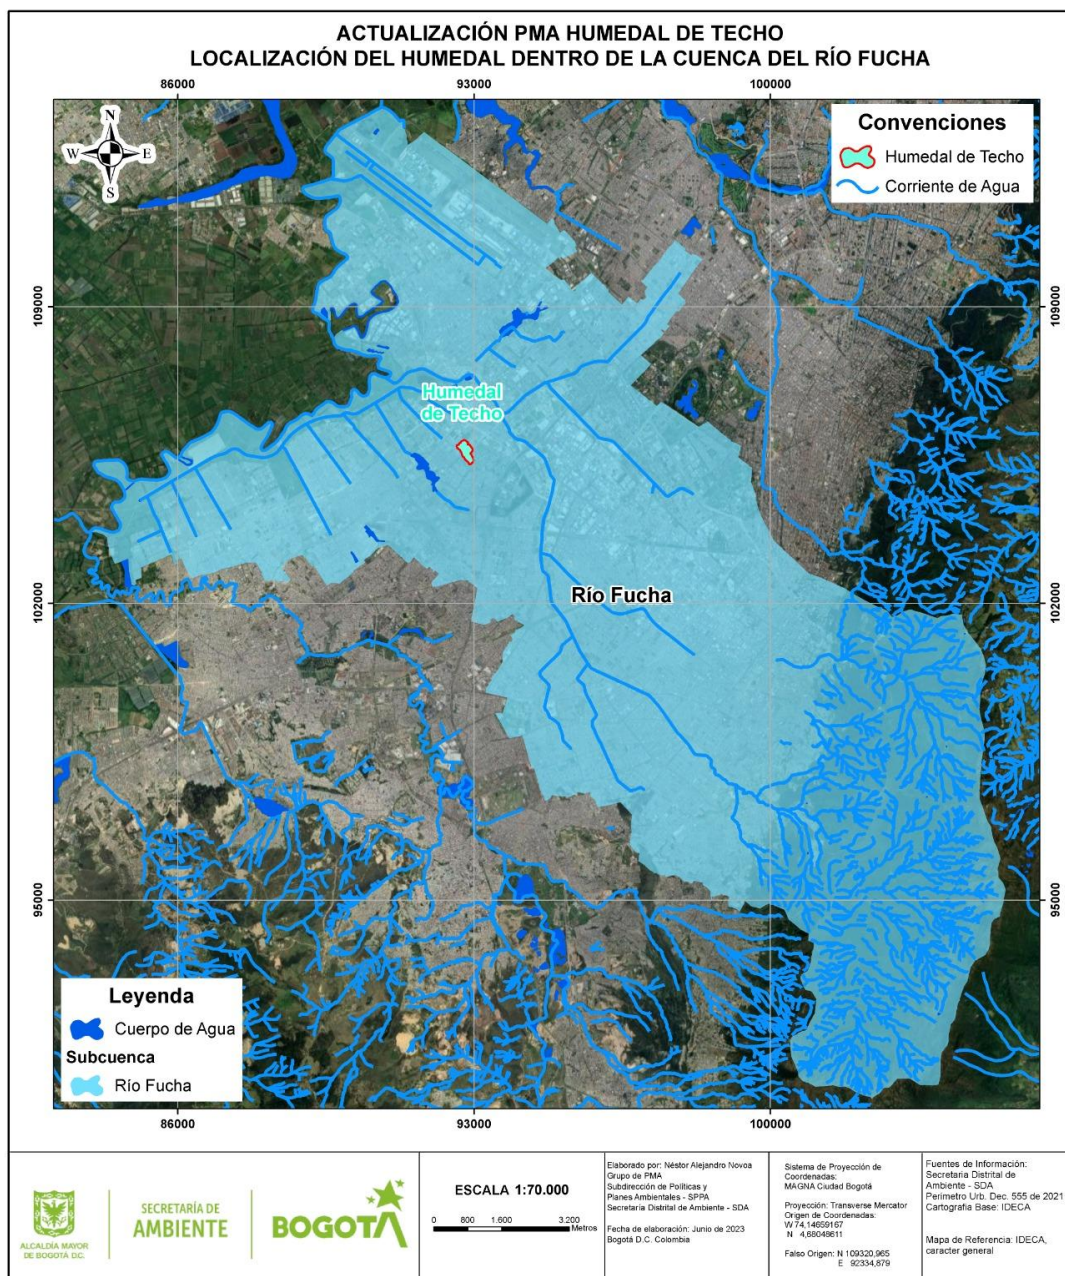 ACTUALIZACIÓN PMA HUMEDAL DE TECHO
LOCALIZACIÓN DEL HUMEDAL DENTRO DE LA CUENCA DEL RÍO FUCHA
86000
93000
100000
N
W
E
S
Convenciones
Humedal de Techo
Corriente de Agua
109000
109000
Humedal
de Techo
Río Fucha
102000
102000
95000
95000
Leyenda
Cuerpo de Agua
Subcuenca
Río Fucha
86000
93000
100000
ALCALDÍA MAYOR
DE BOGOTÁ D.C.
SECRETARÍA DE
AMBIENTE
BOGOTÁ
ESCALA 1:70.000
0 800 1.600 3.200
Metros
Elaborado por: Néstor Alejandro Novoa
Grupo de PMA
Subdirección de Políticas y
Planes Ambientales - SPPA
Secretaria Distrital de Ambiente - SDA
Fecha de elaboración: Junio de 2023
Bogotá D.C. Colombia
Sistema de Proyección de
Coordenadas:
MAGNA Ciudad Bogotá
Proyección: Transverse Mercator
Origen de Coordenadas:
W 74,14659167
N 4,68048611
Falso Origen: N 109320,965
E 92334,879
Fuentes de Información:
Secretaria Distrital de
Ambiente - SDA
Perimetro Urb. Dec. 555 de 2021
Cartografia Base: IDECA
Mapa de Referencia: IDECA,
caracter general